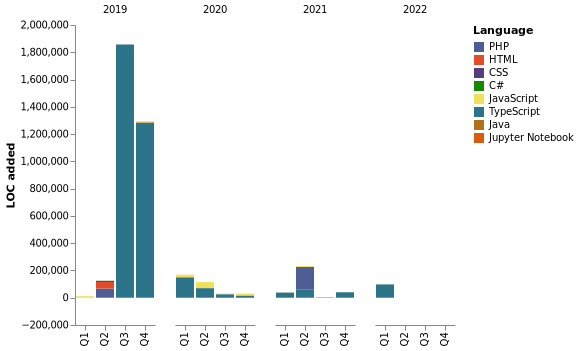 2019 2020 2021 2022
2,000,000
1,800,000
1,600,000
1,400,000
1,200,000
1,000,000
800,000
600,000
400,000
200,000
0
−200,000
LOC added
Q1 Q2 Q3 Q4 Q1 Q2 Q3 Q4 Q1 Q2 Q3 Q4 Q1 Q2 Q3 Q4
Language
PHP
HTML
CSS
C#
JavaScript
TypeScript
Java
Jupyter Notebook